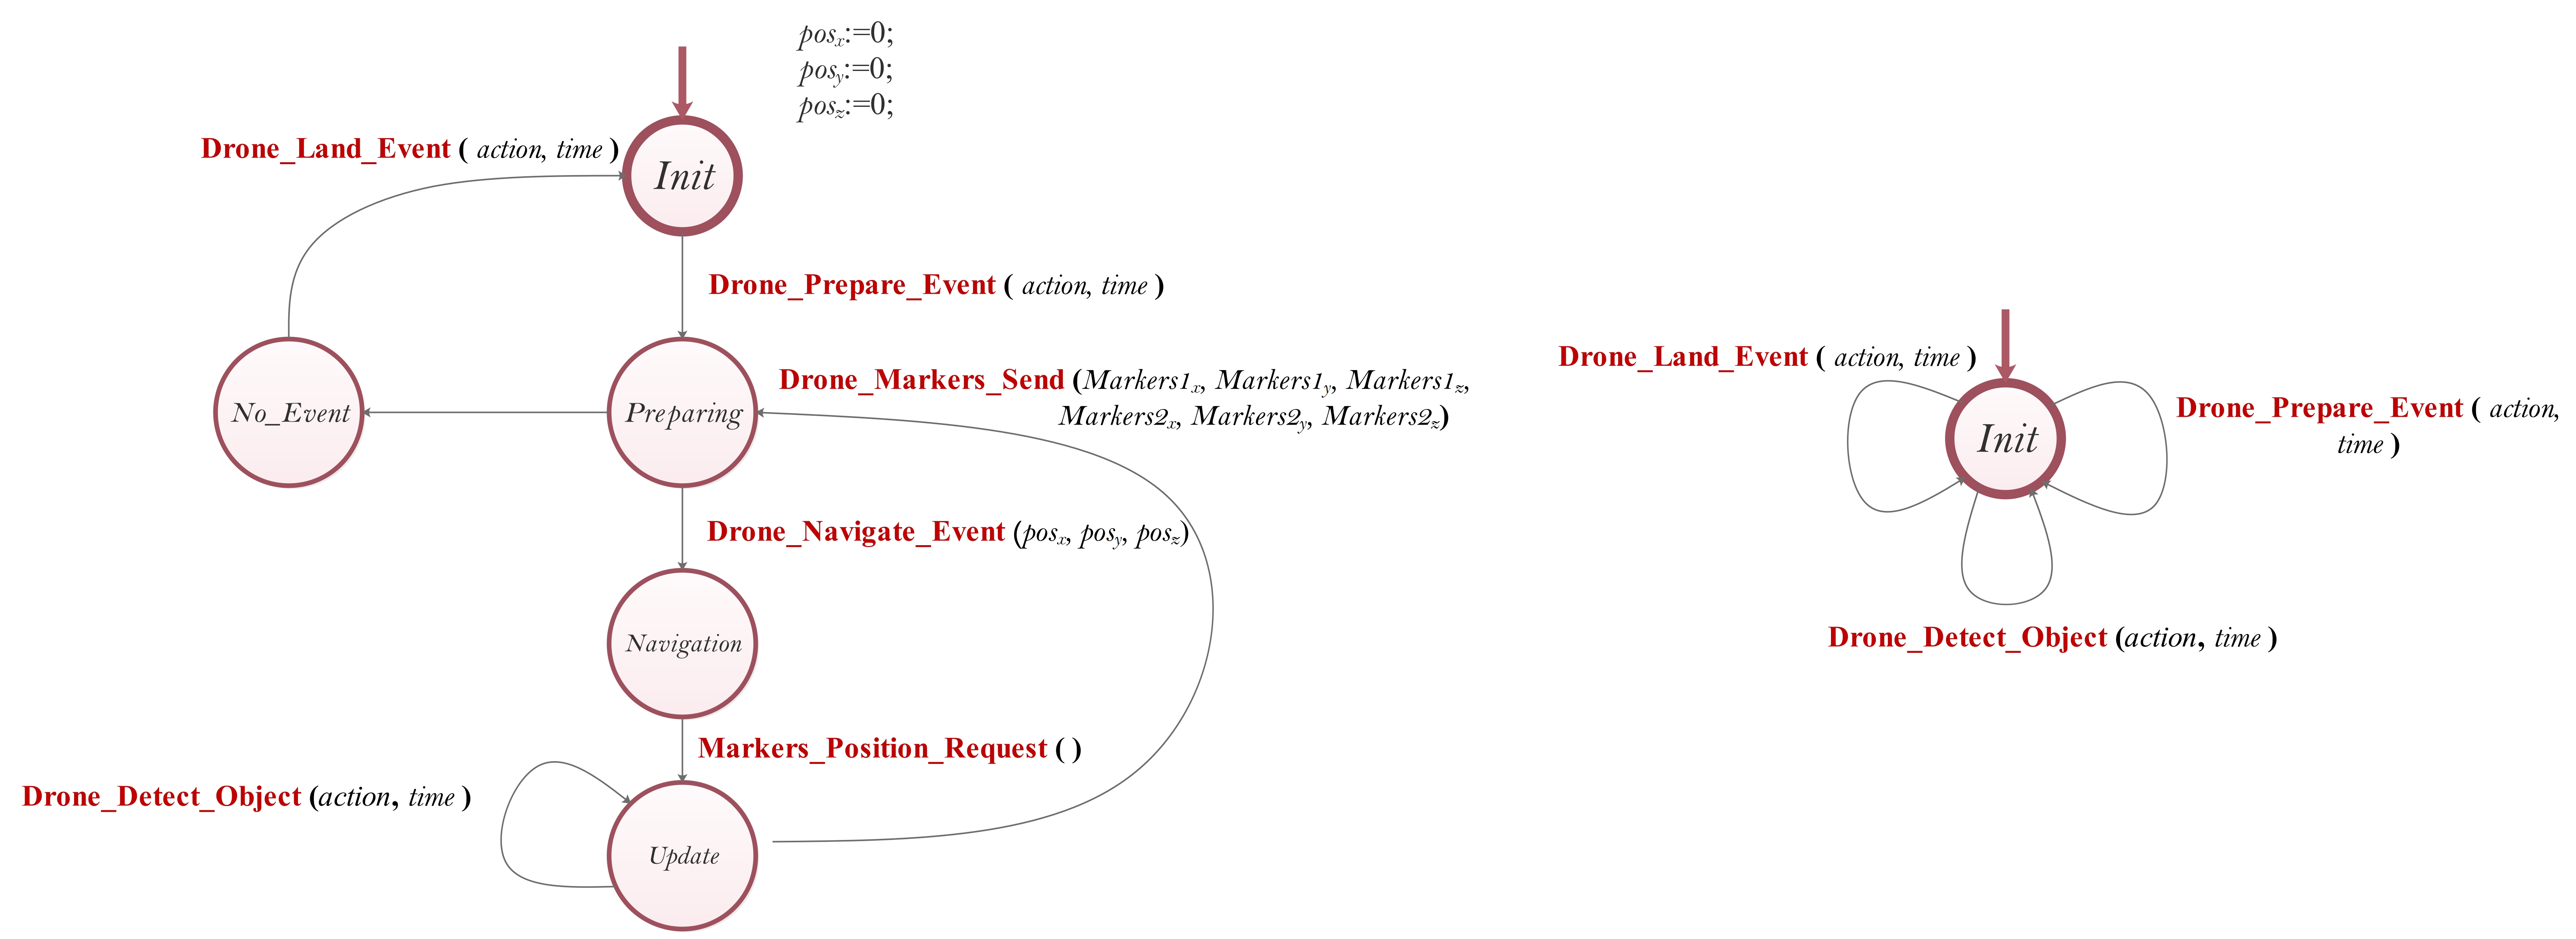 pos_x:=0;
pos_y:=0;
pos_z:=0;
Drone_Land_Event ( action, time )
Init
Drone_Prepare_Event ( action, time )
Drone_Markers_Send (Markers1_x, Markers1_y, Markers1_z,
Markers2_x, Markers2_y, Markers2_z)
No_Event
Preparing
Drone_Navigate_Event (pos_x, pos_y, pos_z)
Navigation
Markers_Position_Request ( )
Drone_Detect_Object (action, time )
Update
Drone_Land_Event ( action, time )
Drone_Prepare_Event ( action,
time )
Init
Drone_Detect_Object (action, time )